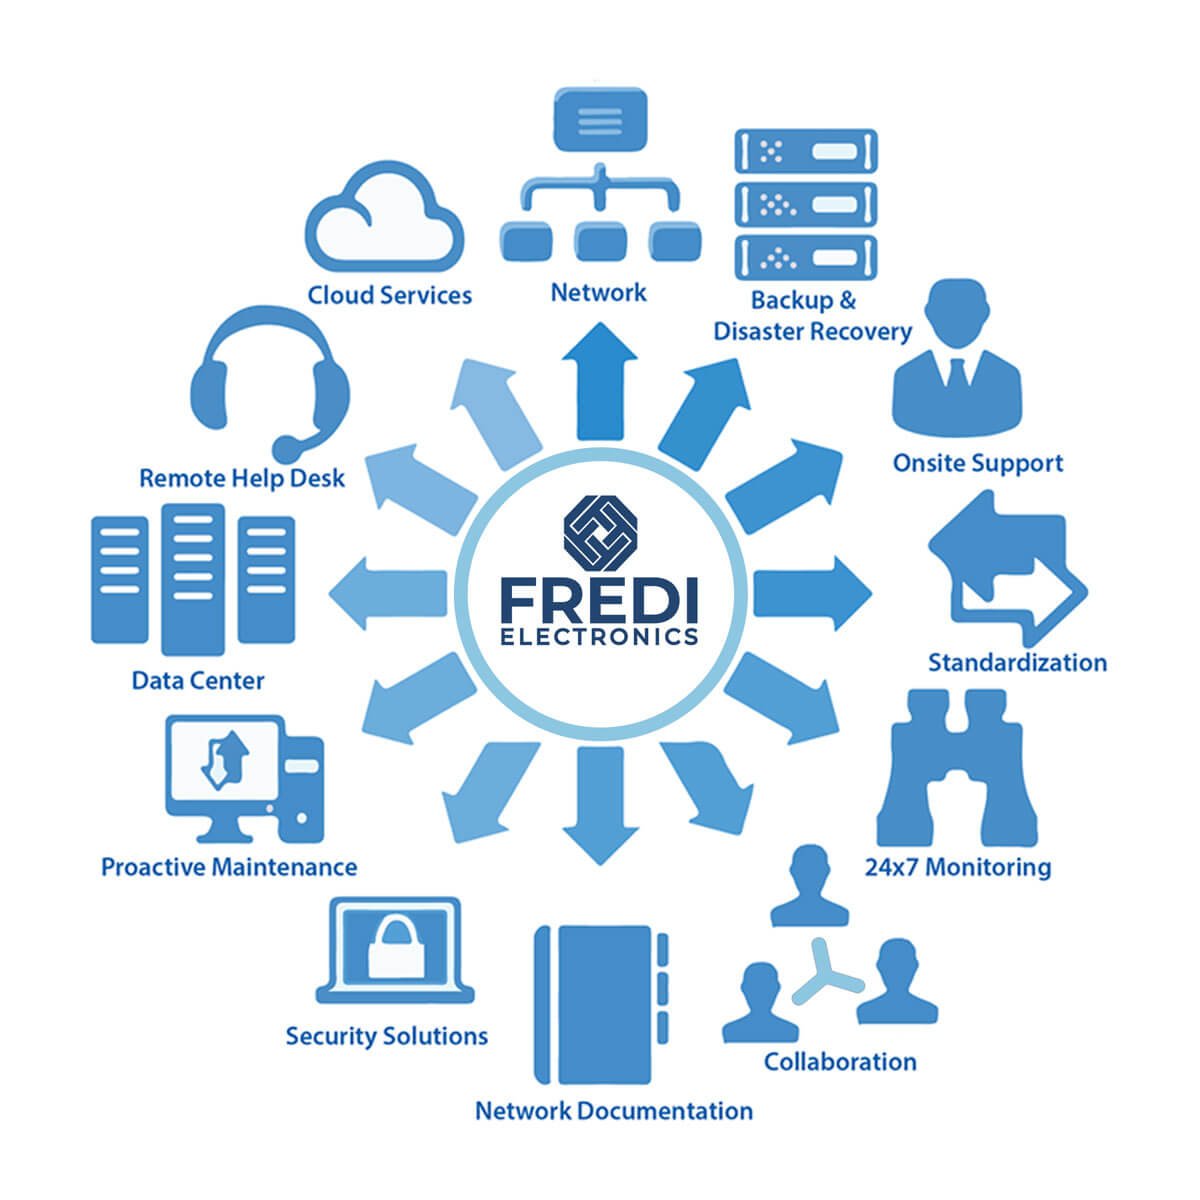 Cloud Services
Network
Backup &
Disaster Recovery
Remote Help Desk
Onsite Support
FREDI
ELECTRONICS
Data Center
Standardization
Proactive Maintenance
24x7 Monitoring
Security Solutions
Collaboration
Network Documentation